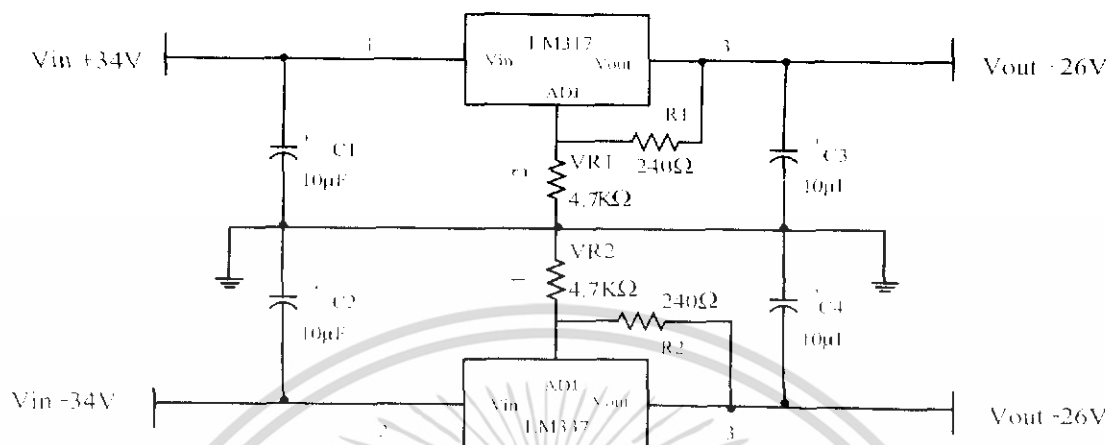 LM317
1
3
Vin +34V
Vin
Vout
Vout -26V
ADJ
R1
+
C1
VR1
240Ω
+
C3
10µF
2
4.7KΩ
10µF
VR2
1
4.7KΩ
240Ω
+
C2
+
C4
10µF
R2
10µF
ADJ
Vin -34V
Vin
Vout
Vout -26V
2
LM337
3